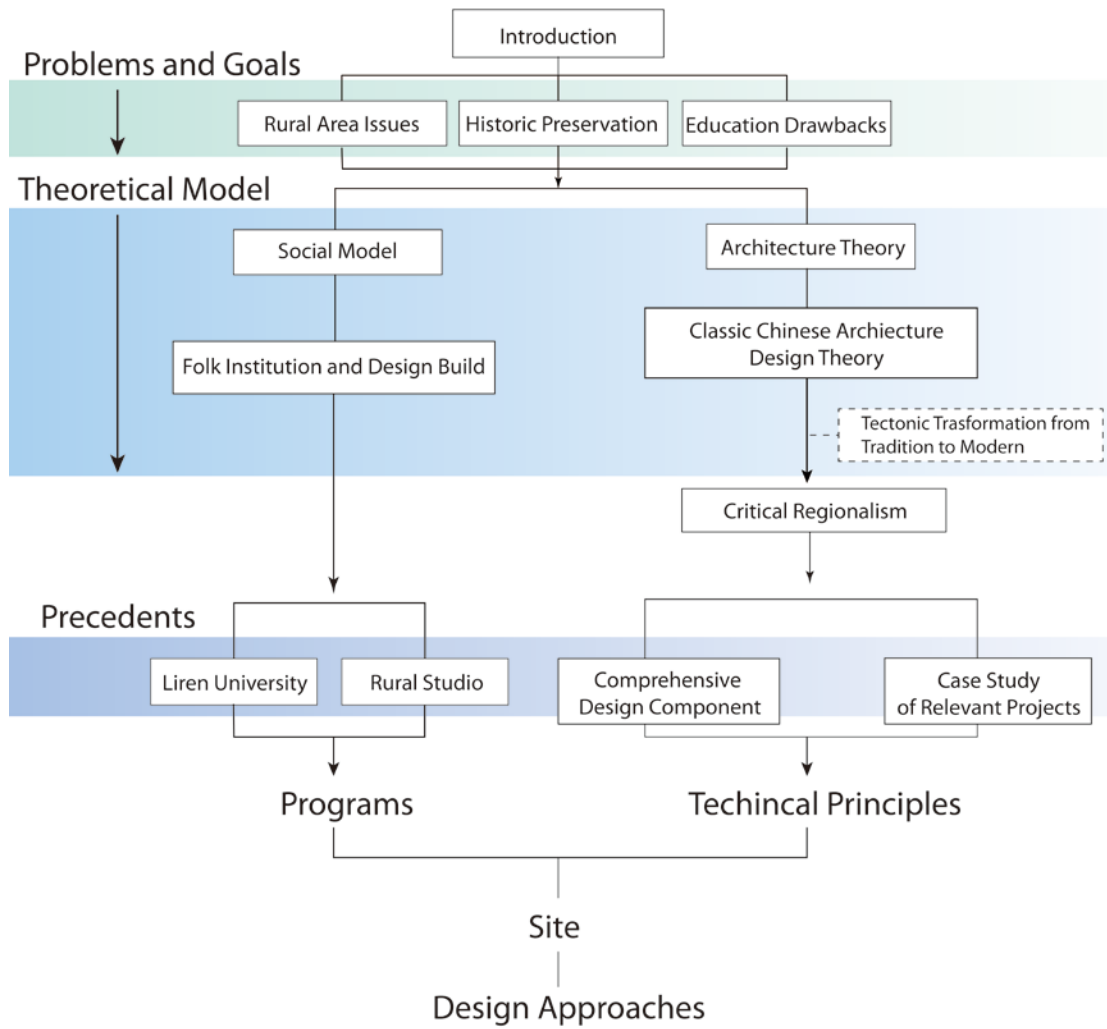 Introduction
Problems and Goals
Rural Area Issues
Historic Preservation
Education Drawbacks
Theoretical Model
Social Model
Architecture Theory
Classic Chinese Archiecture
Design Theory
Folk Institution and Design Build
Tectonic Trasformation from
Tradition to Modern
Critical Regionalism
Precedents
Liren University
Rural Studio
Comprehensive
Design Component
Case Study
of Relevant Projects
Programs
Techincal Principles
Site
Design Approaches